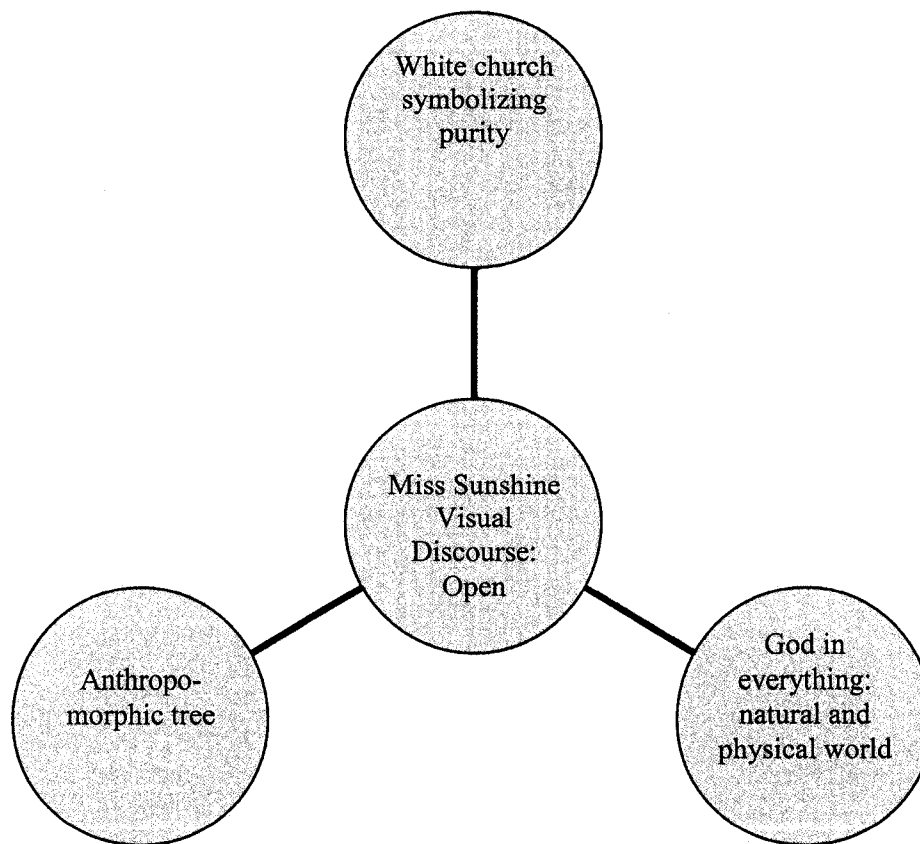 White church
symbolizing
purity
Miss Sunshine
Visual
Discourse:
Open
Anthropo-
morphic tree
God in
everything:
natural and
physical world